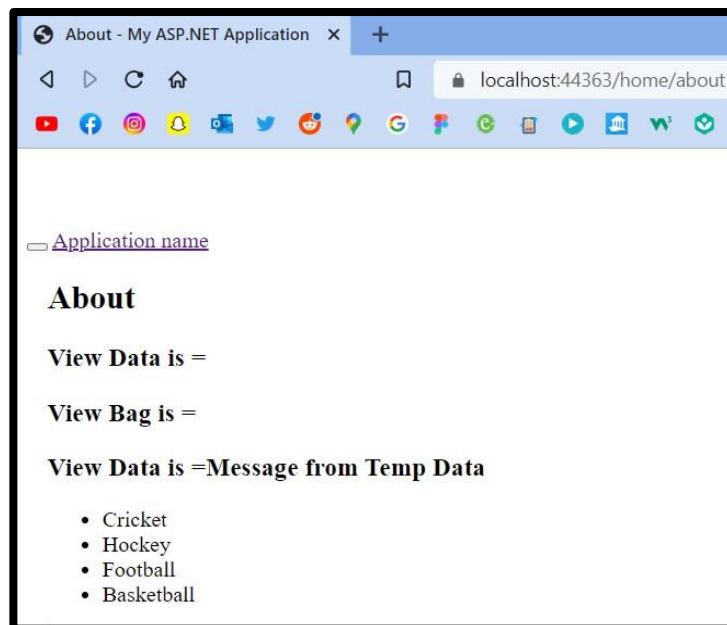 About - My ASP.NET Application
localhost:44363/home/about
Application name
About
View Data is =
View Bag is =
View Data is =Message from Temp Data
Cricket
Hockey
Football
Basketball